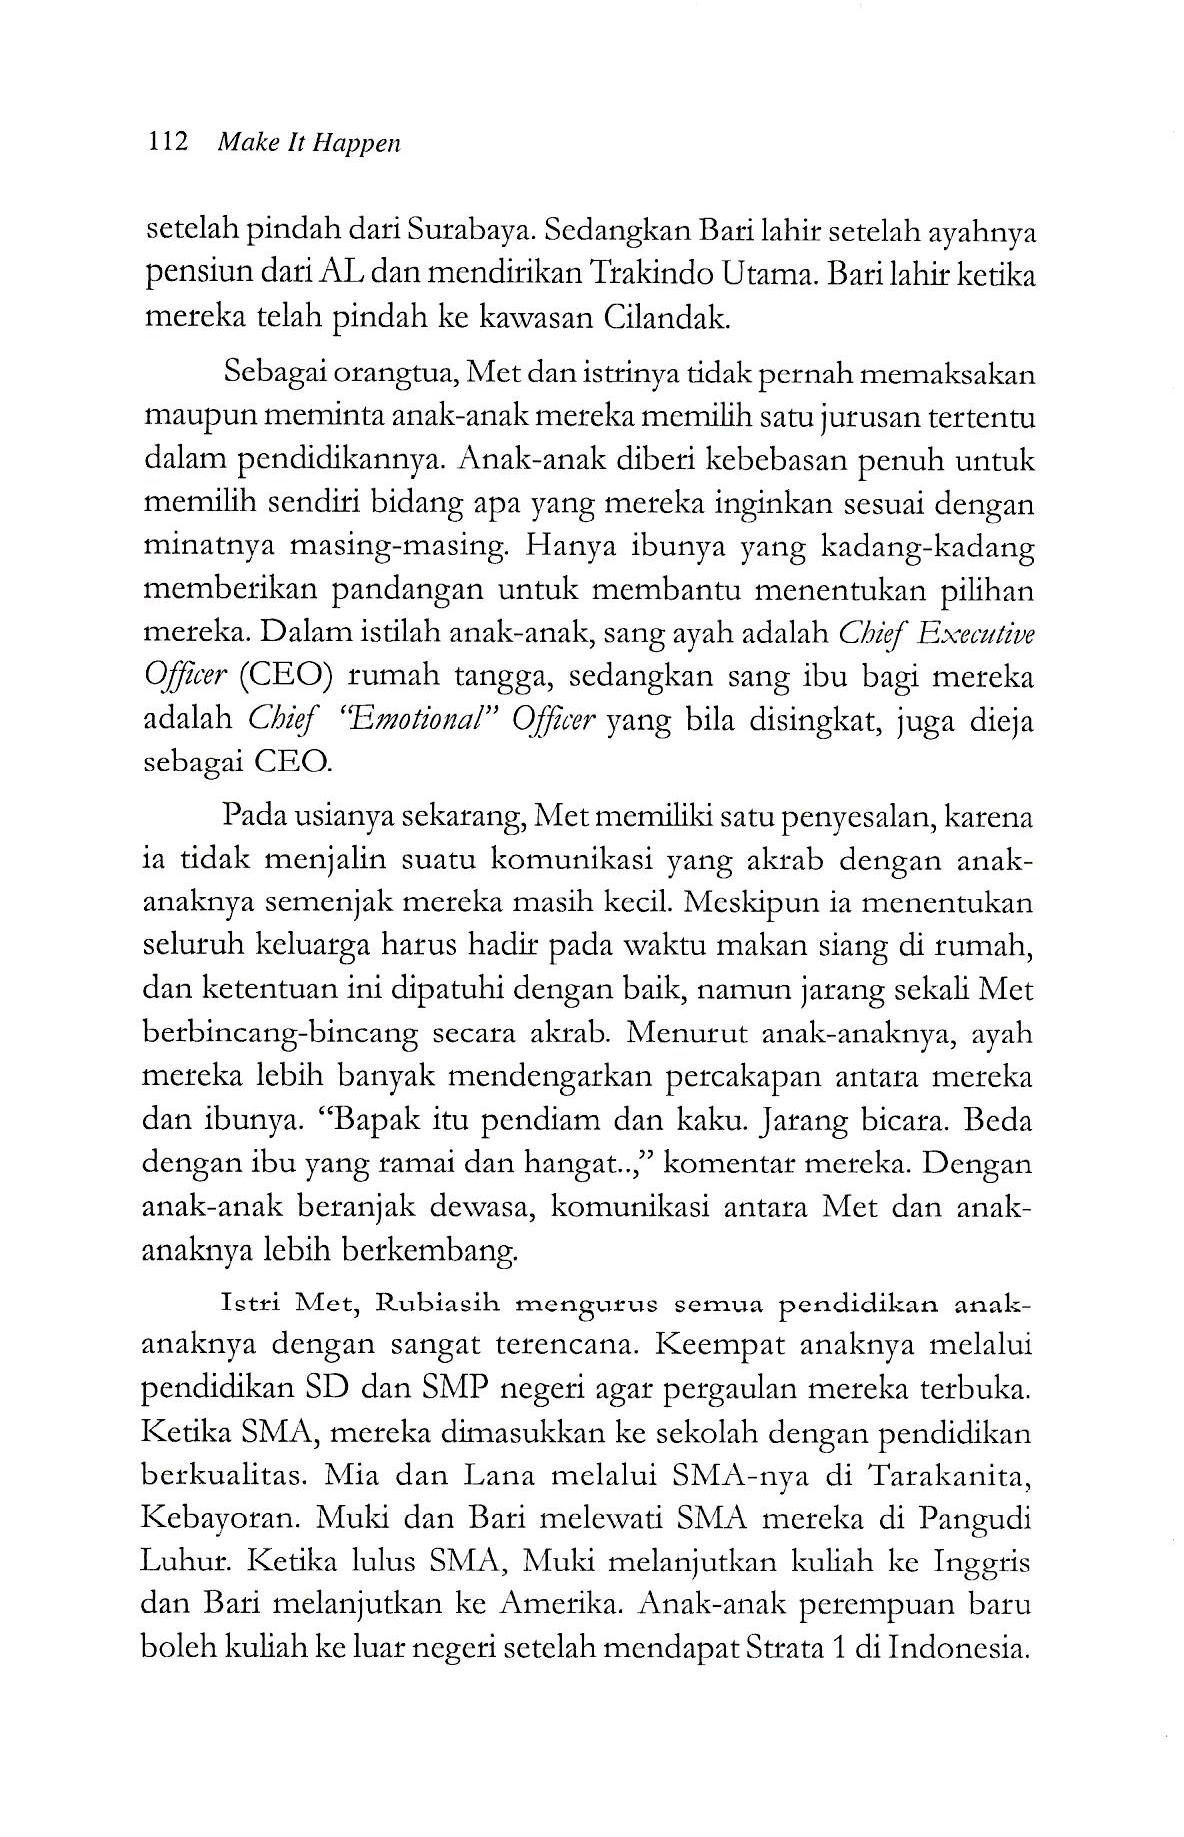 112 Make It Happen
setelah pindah dari Surabaya. Sedangkan Bari lahir setelah ayahnya
pensiun dari AL dan mendirikan Trakindo Utama. Bari lahir ketika
mereka telah pindah ke kawasan Cilandak.
Sebagai orangtua, Met dan istrinya tidak pernah memaksakan
maupun meminta anak-anak mereka memilih satu jurusan tertentu
dalam pendidikannya. Anak-anak diberi kebebasan penuh untuk
memilih sendiri bidang apa yang mereka inginkan sesuai dengan
minatnya masing-masing. Hanya ibunya yang kadang-kadang
memberikan pandangan untuk membantu menentukan pilihan
mereka. Dalam istilah anak-anak, sang ayah adalah Chief Executive
Officer (CEO) rumah tangga, sedangkan sang ibu bagi mereka
adalah Chief “Emotional” Officer yang bila disingkat, juga dieja
sebagai CEO.
Pada usianya sekarang, Met memiliki satu penyesalan, karena
ia tidak menjalin suatu komunikasi yang akrab dengan anak-
anaknya semenjak mereka masih kecil. Meskipun ia menentukan
seluruh keluarga harus hadir pada waktu makan siang di rumah,
dan ketentuan ini dipatuhi dengan baik, namun jarang sekali Met
berbincang-bincang secara akrab. Menurut anak-anaknya, ayah
mereka lebih banyak mendengarkan percakapan antara mereka
dan ibunya. “Bapak itu pendiam dan kaku. Jarang bicara. Beda
dengan ibu yang ramai dan hangat..,” komentar mereka. Dengan
anak-anak beranjak dewasa, komunikasi antara Met dan anak-
anaknya lebih berkembang.
Istri Met, Rubiasih mengurus semua pendidikan anak-
anaknya dengan sangat terencana. Keempat anaknya melalui
pendidikan SD dan SMP negeri agar pergaulan mereka terbuka.
Ketika SMA, mereka dimasukkan ke sekolah dengan pendidikan
berkualitas. Mia dan Lana melalui SMA-nya di Tarakanita,
Kebayoran. Muki dan Bari melewati SMA mereka di Pangudi
Luhur. Ketika lulus SMA, Muki melanjutkan kuliah ke Inggris
dan Bari melanjutkan ke Amerika. Anak-anak perempuan baru
boleh kuliah ke luar negeri setelah mendapat Strata 1 di Indonesia.